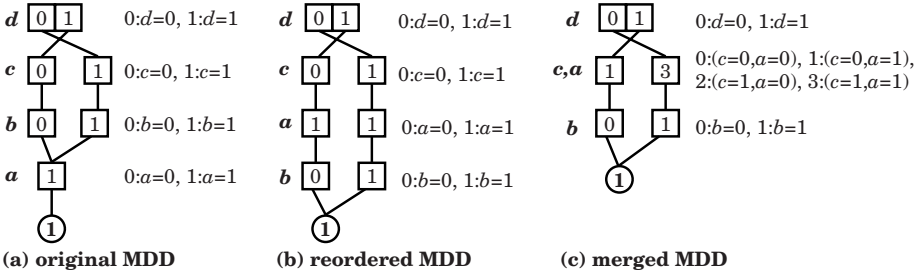 d 0 1 0:d=0, 1:d=1
c 0 1 0:c=0, 1:c=1
b 0 1 0:b=0, 1:b=1
a 1 0:a=0, 1:a=1
1
(a) original MDD
d 0 1 0:d=0, 1:d=1
c 0 1 0:c=0, 1:c=1
a 1 1 0:a=0, 1:a=1
b 0 1 0:b=0, 1:b=1
1
(b) reordered MDD
d 0 1 0:d=0, 1:d=1
c,a 1 3 0:(c=0,a=0), 1:(c=0,a=1),
2:(c=1,a=0), 3:(c=1,a=1)
b 0 1 0:b=0, 1:b=1
1
(c) merged MDD